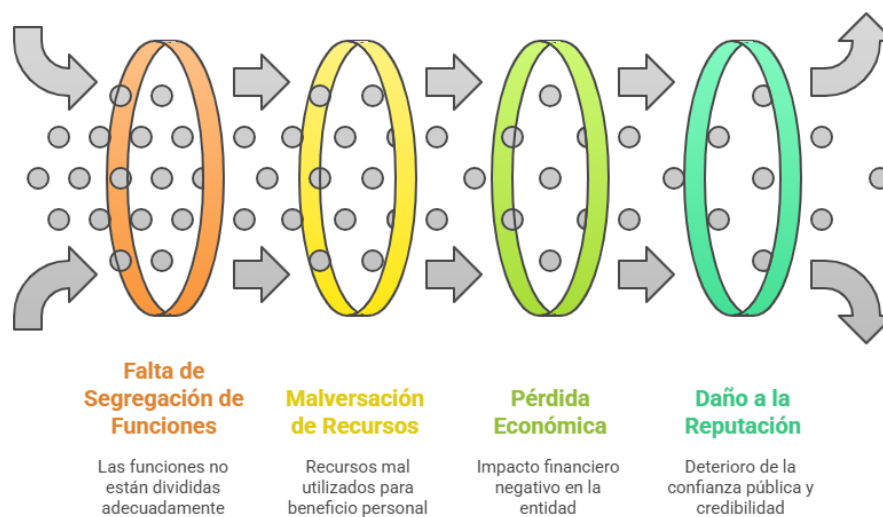 Falta de
Segregación de
Funciones
Las funciones no
están divididas
adecuadamente
Malversación
de Recursos
Recursos mal
utilizados para
beneficio personal
Pérdida
Económica
Impacto financiero
negativo en la
entidad
Daño a la
Reputación
Deterioro de la
confianza pública y
credibilidad